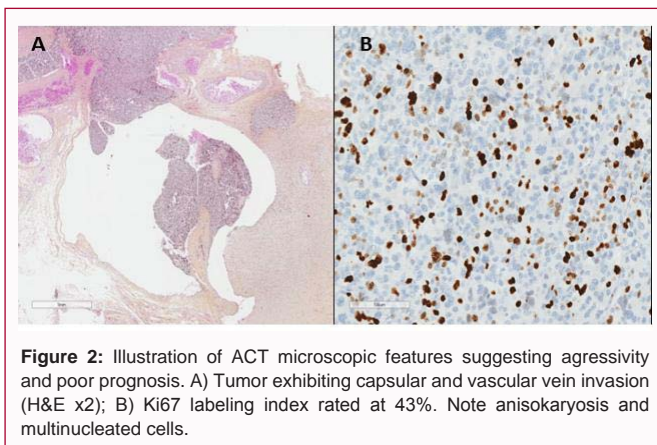 A
B
Figure 2: Illustration of ACT microscopic features suggesting agressivity
and poor prognosis. A) Tumor exhibiting capsular and vascular vein invasion
(H&E x2); B) Ki67 labeling index rated at 43%. Note anisokaryosis and
multinucleated cells.